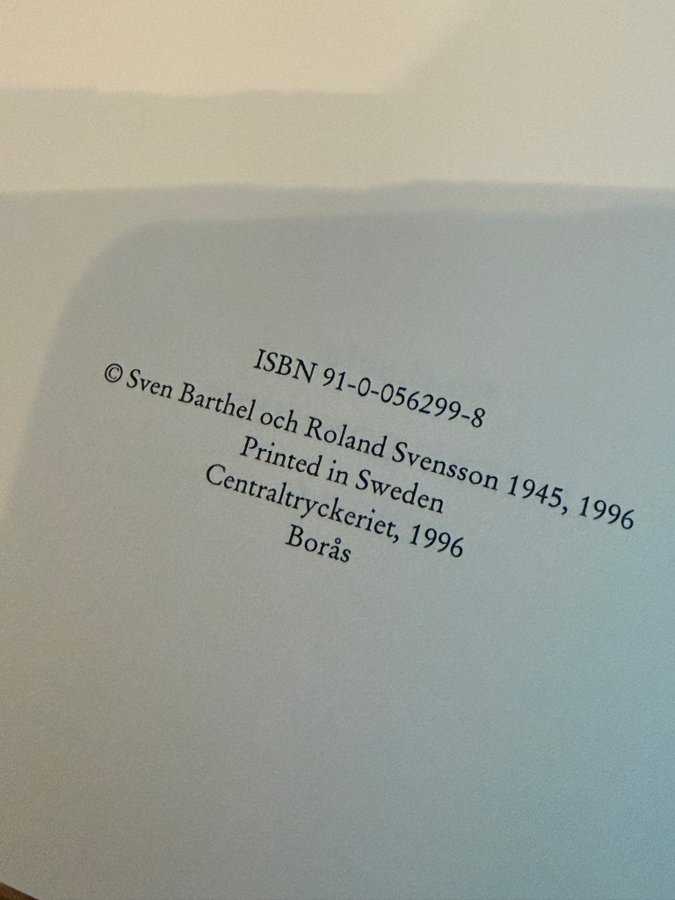 ISBN 91-0-056299-8
© Sven Barthel och Roland Svensson 1945, 1996
Printed in Sweden
Centraltryckeriet, 1996
Borås